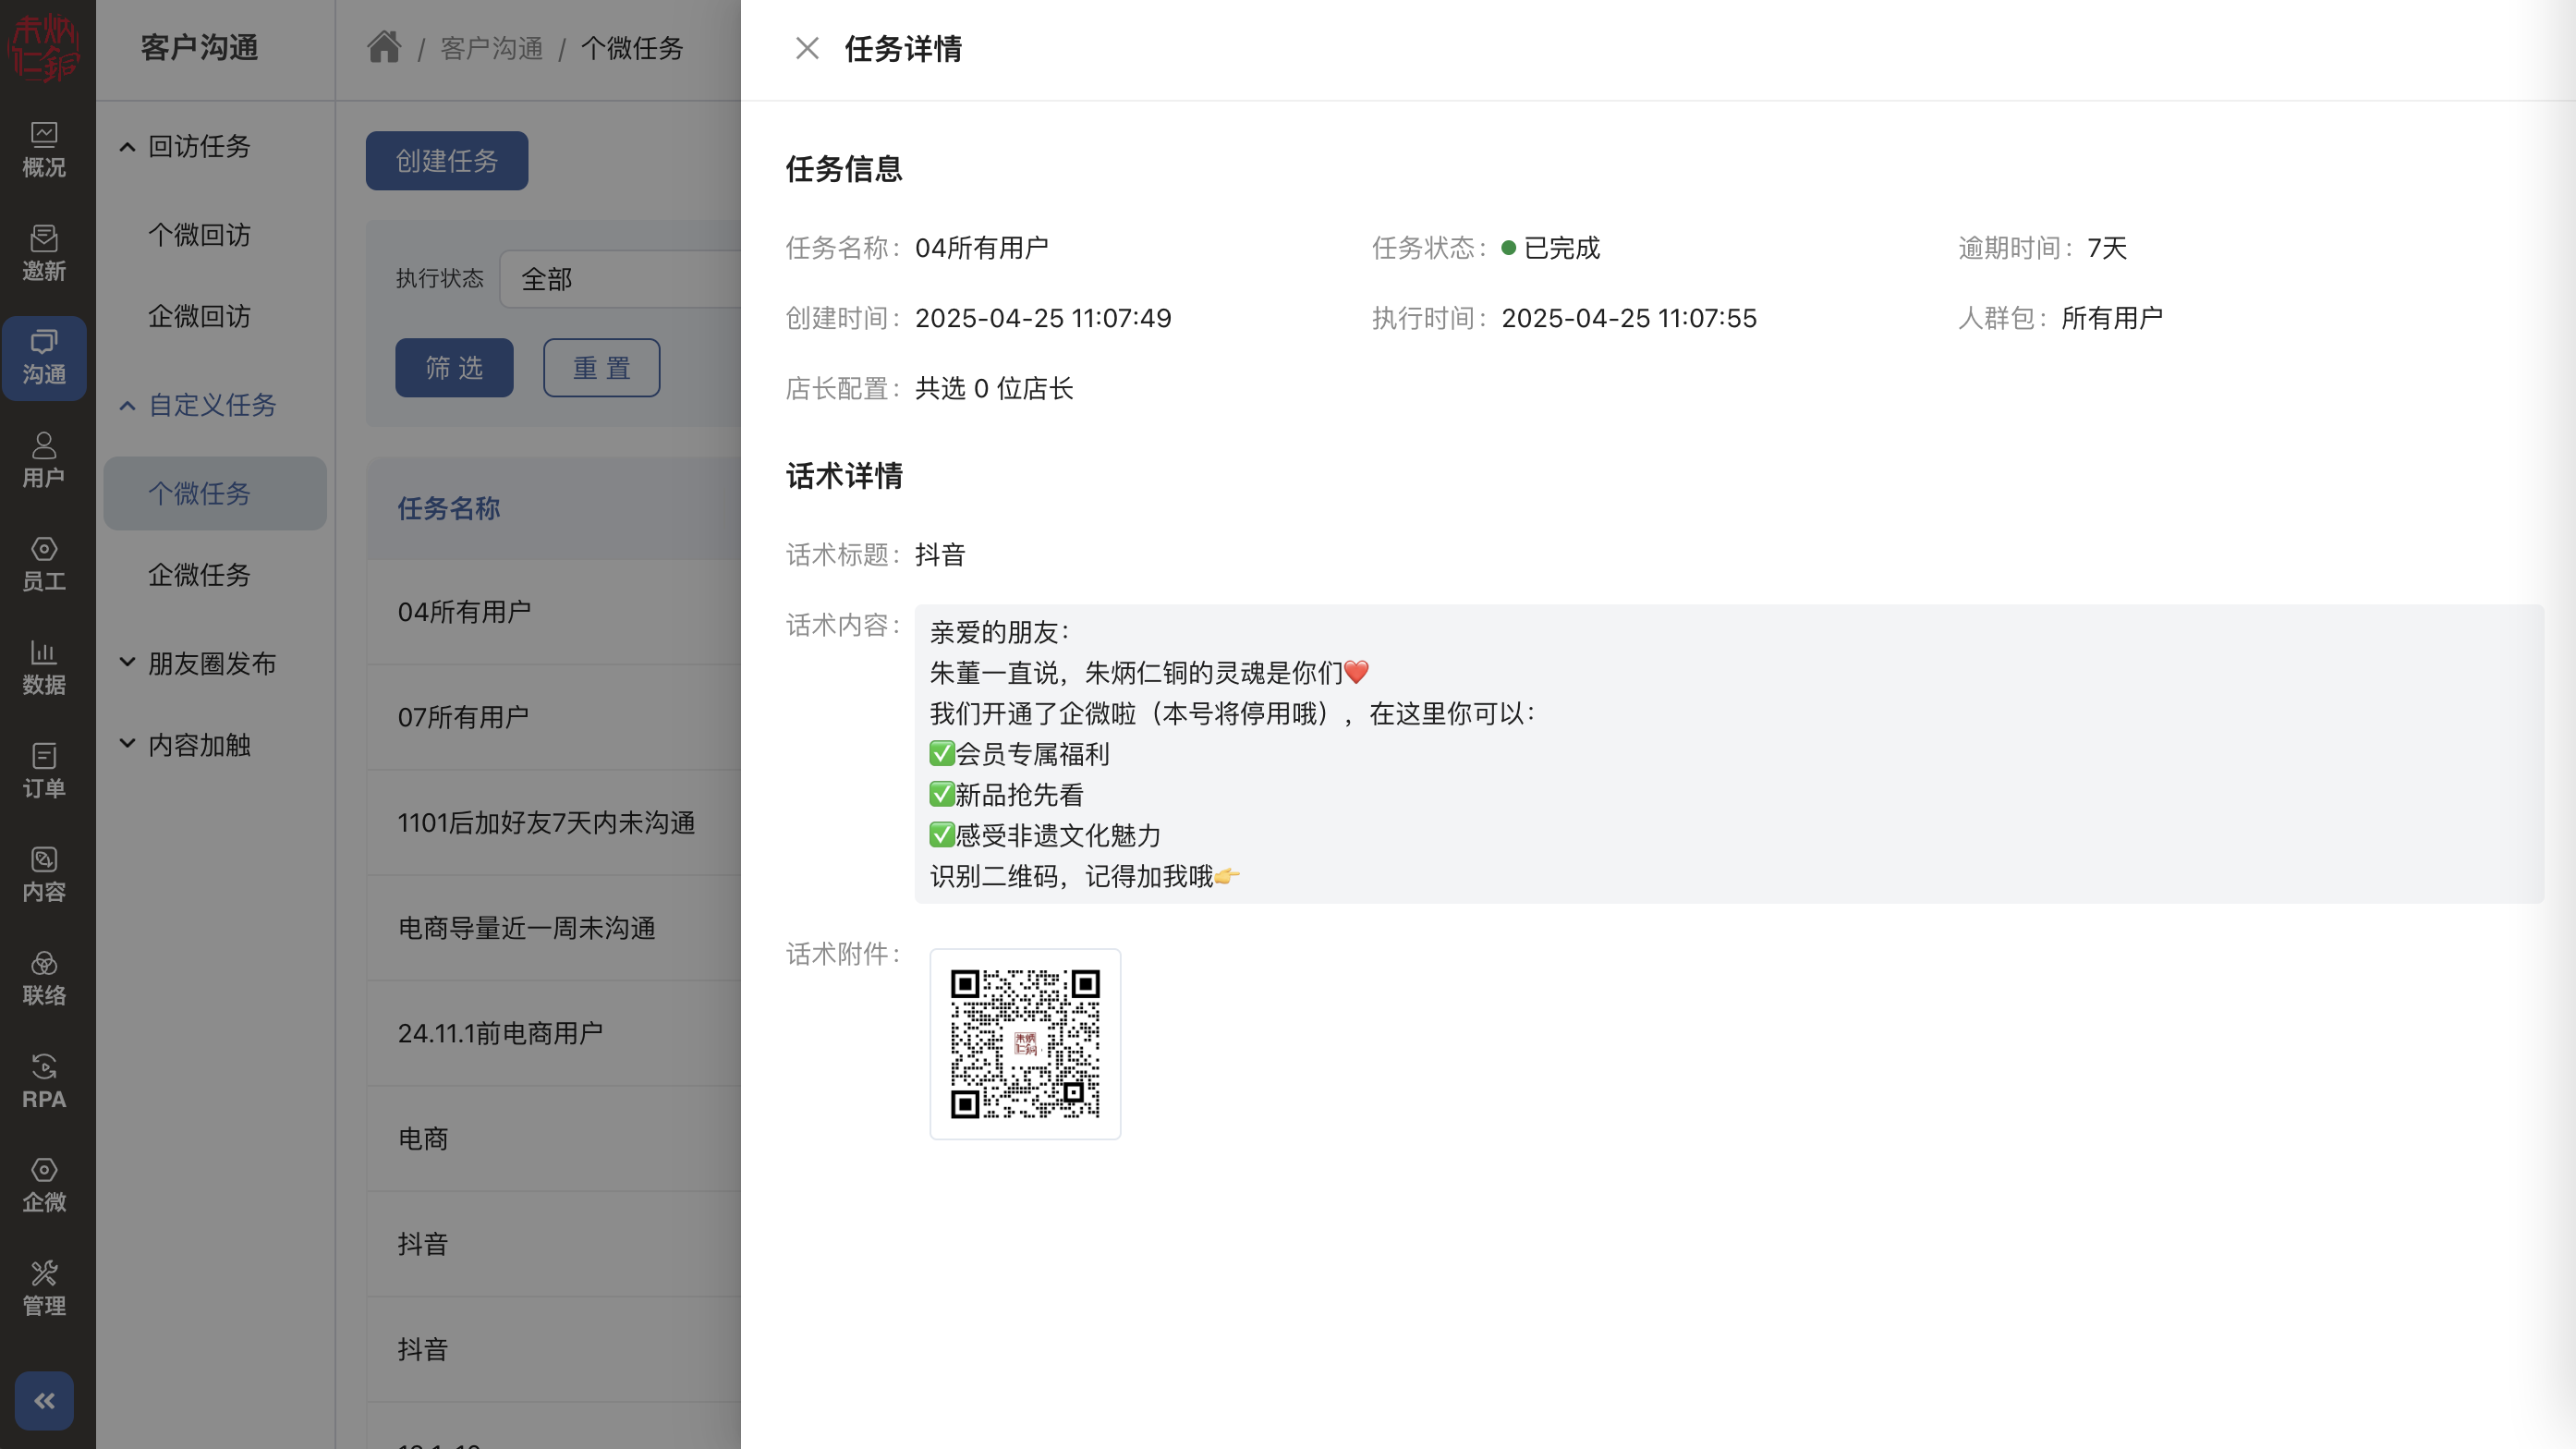 朱炳仁銅
概况
邀新
沟通
用户
员工
数据
订单
内容
联络
RPA
企微
管理
客户沟通
回访任务
个微回访
企微回访
自定义任务
个微任务
企微任务
朋友圈发布
内容加触
/ 客户沟通 / 个微任务
创建任务
执行状态 全部
筛选 重置
任务名称
04所有用户
07所有用户
1101后加好友7天内未沟通
电商导量近一周未沟通
24.11.1前电商用户
电商
抖音
抖音
任务详情
任务信息
任务名称： 04所有用户 任务状态： 已完成 逾期时间： 7天
创建时间： 2025-04-25 11:07:49 执行时间： 2025-04-25 11:07:55 人群包： 所有用户
店长配置： 共选 0 位店长
话术详情
话术标题： 抖音
话术内容： 亲爱的朋友：
朱董一直说，朱炳仁铜的灵魂是你们❤️
我们开通了企微啦（本号将停用哦），在这里你可以：
✅会员专属福利
✅新品抢先看
✅感受非遗文化魅力
识别二维码，记得加我哦👉
话术附件：